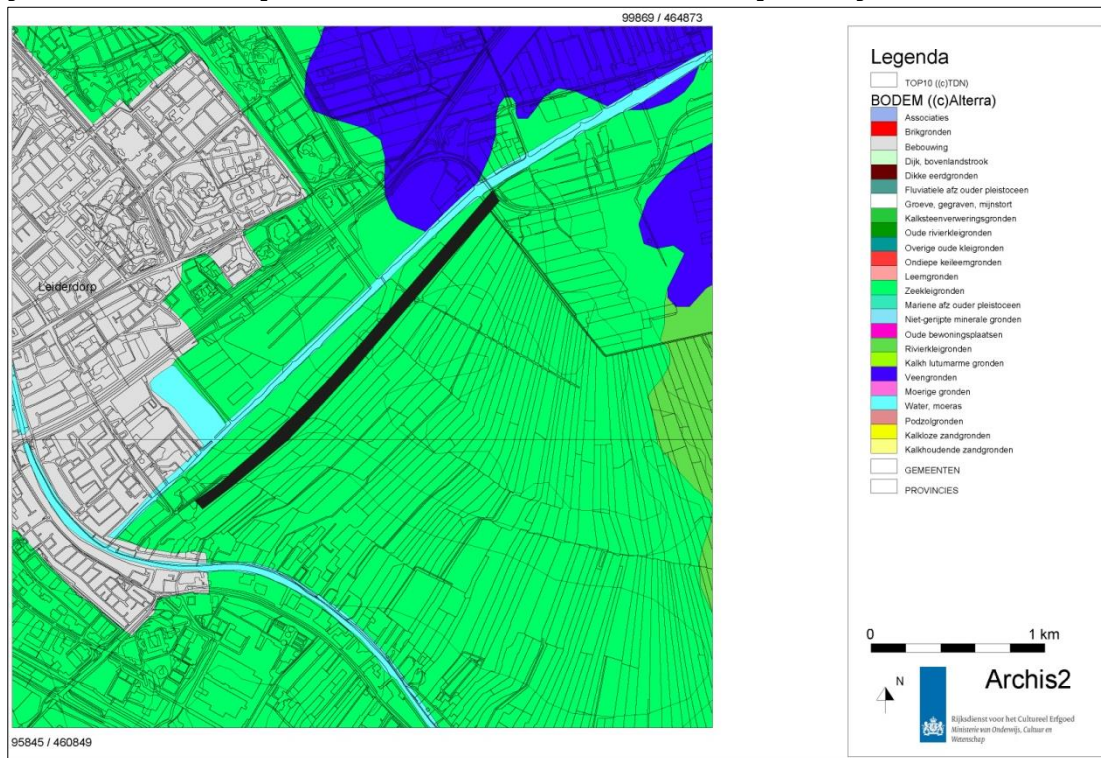 99869 / 464873
Leiderdorp
95845 / 460849
Legenda
TOP10 ((c)TDN)
BODEM ((c)Alterra)
Associaties
Brikgronden
Bebouwing
Dijk, bovenlandstrook
Dikke eerdgronden
Fluviatiele afz ouder pleistoceen
Groeve, gegraven, mijnstort
Kalksteenverweringsgronden
Oude rivierkleigronden
Overige oude kleigronden
Ondiepe keileemgronden
Leemgronden
Zeekleigronden
Mariene afz ouder pleistoceen
Niet-gerijpte minerale gronden
Oude bewoningsplaatsen
Rivierkleigronden
Kalkh lutumarme gronden
Veengronden
Moerige gronden
Water, moeras
Podzolgronden
Kalkloze zandgronden
Kalkhoudende zandgronden
GEMEENTEN
PROVINCIES
0 1 km
N
Archis2
Rijksdienst voor het Cultureel Erfgoed
Ministerie van Onderwijs, Cultuur en
Wetenschap